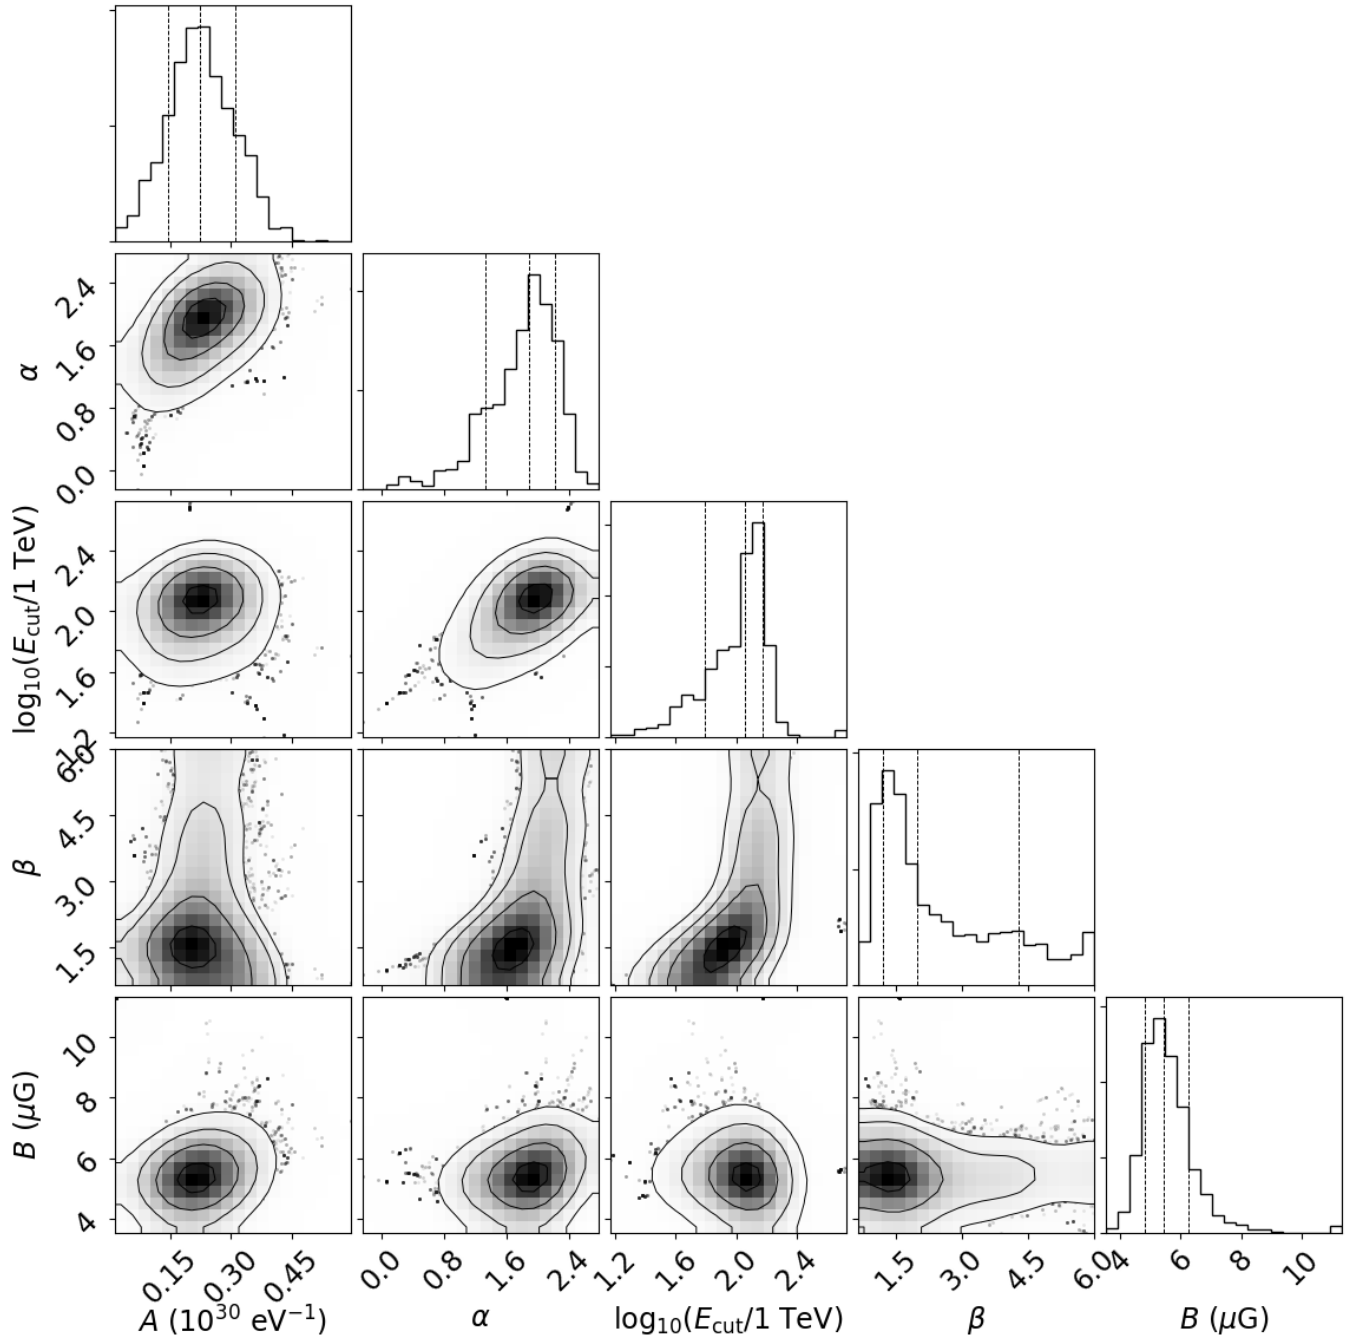 α
2.4
1.6
0.8
0.0
log₁₀(E_cut/1 TeV)
2.4
2.0
1.6
1.2
β
6.0
4.5
3.0
1.5
B (μG)
10
8
6
4
0.15 0.30 0.45
0.0 0.8 1.6 2.4
1.2 1.6 2.0 2.4
1.5 3.0 4.5 6.0
4 6 8 10
A (10³⁰ eV⁻¹) α log₁₀(E_cut/1 TeV) β B (μG)